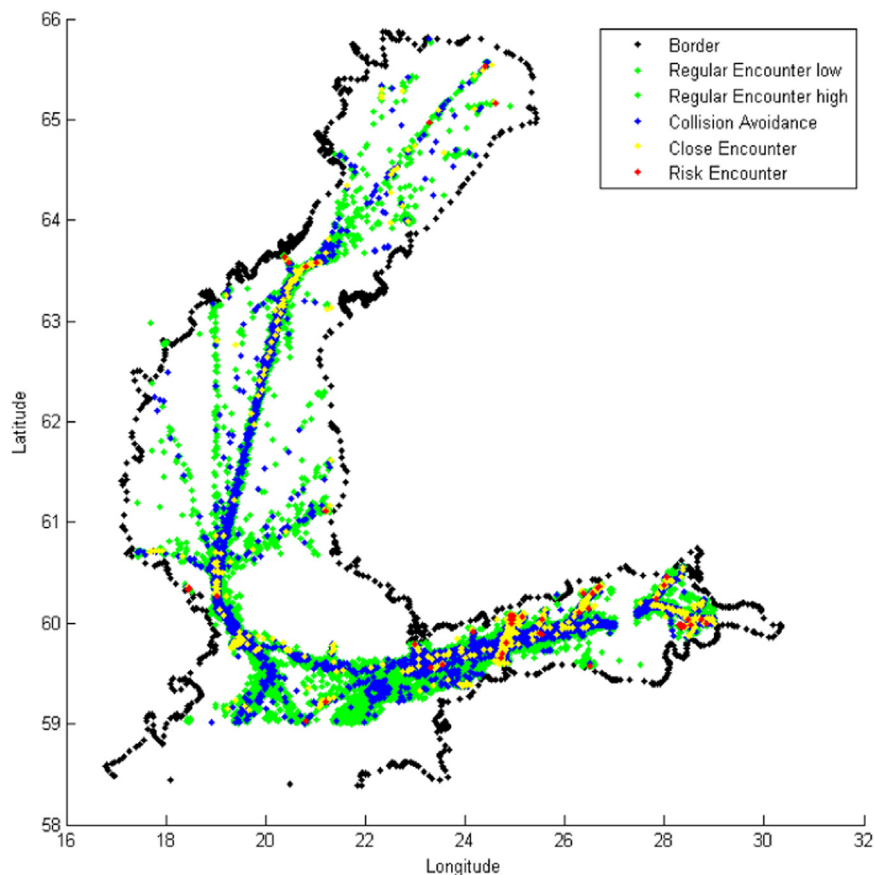 66
65
64
63
62
61
60
59
58
Latitude
16
18
20
22
24
26
28
30
32
Longitude
Border
Regular Encounter low
Regular Encounter high
Collision Avoidance
Close Encounter
Risk Encounter